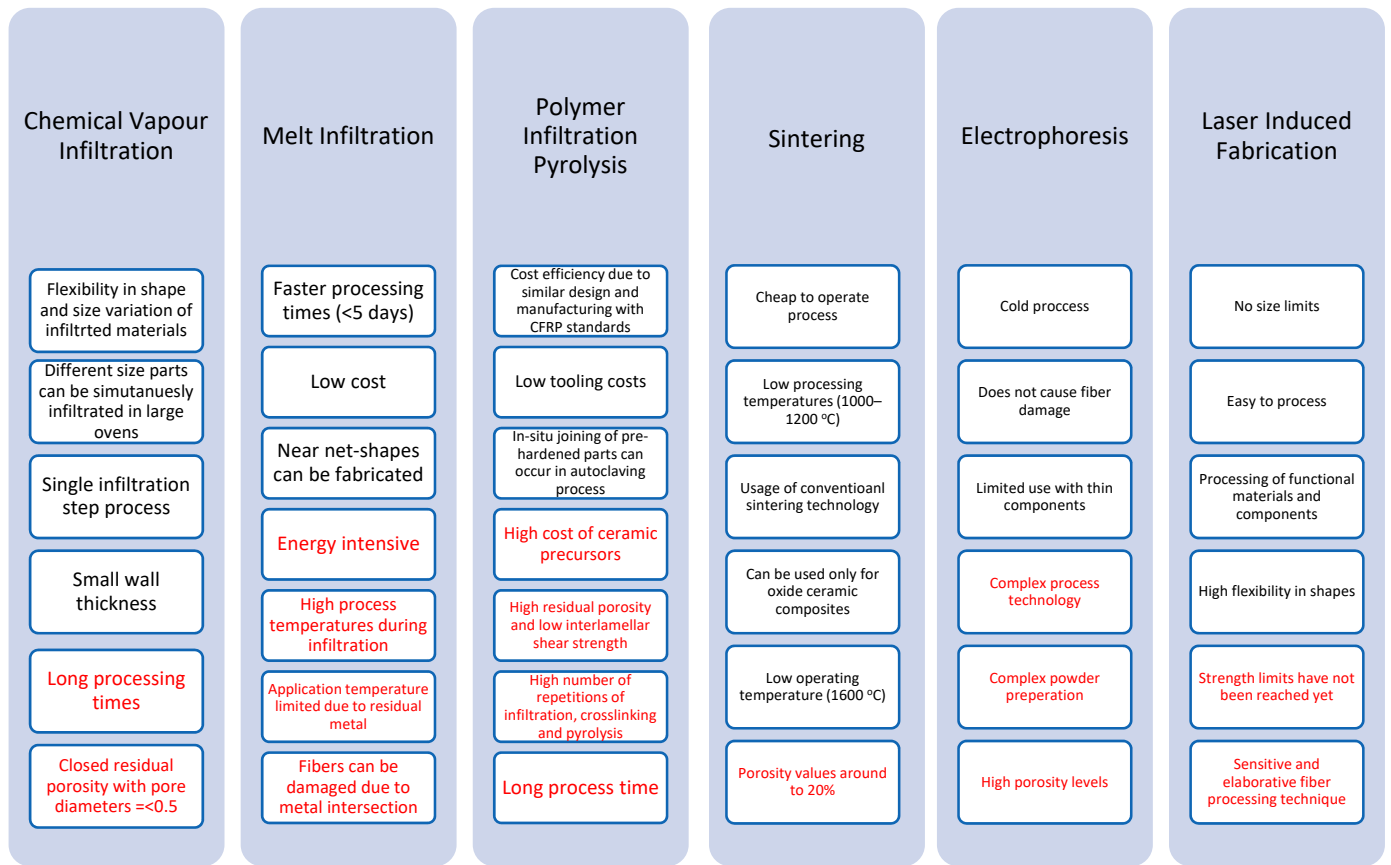 Chemical Vapour
Infiltration
Flexibility in shape
and size variation of
infiltrted materials
Different size parts
can be simutanuesly
infiltrated in large
ovens
Single infiltration
step process
Small wall
thickness
Long processing
times
Closed residual
porosity with pore
diameters =<0.5
Melt Infiltration
Faster processing
times (<5 days)
Low cost
Near net-shapes
can be fabricated
Energy intensive
High process
temperatures during
infiltration
Application temperature
limited due to residual
metal
Fibers can be
damaged due to
metal intersection
Polymer
Infiltration
Pyrolysis
Cost efficiency due to
similar design and
manufacturing with
CFRP standards
Low tooling costs
In-situ joining of pre-
hardened parts can
occur in autoclaving
process
High cost of ceramic
precursors
High residual porosity
and low interlamellar
shear strength
High number of
repetitions of
infiltration, crosslinking
and pyrolysis
Long process time
Sintering
Cheap to operate
process
Low processing
temperatures (1000–
1200 °C)
Usage of conventioanl
sintering technology
Can be used only for
oxide ceramic
composites
Low operating
temperature (1600 °C)
Porosity values around
to 20%
Electrophoresis
Cold proccess
Does not cause fiber
damage
Limited use with thin
components
Complex process
technology
Complex powder
preperation
High porosity levels
Laser Induced
Fabrication
No size limits
Easy to process
Processing of functional
materials and
components
High flexibility in shapes
Strength limits have not
been reached yet
Sensitive and
elaborative fiber
processing technique